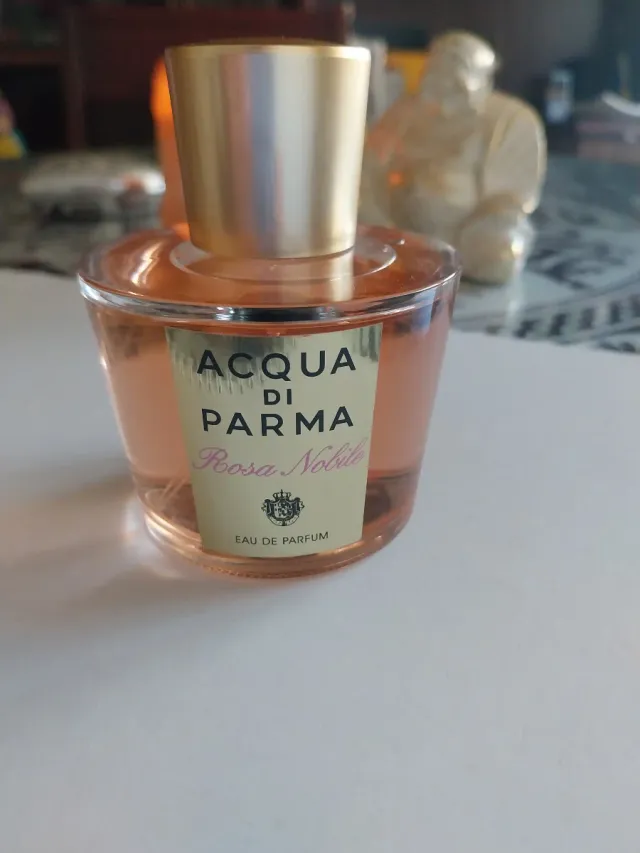 ACQUA
DI
PARMA
Rosa Nobile
EAU DE PARFUM